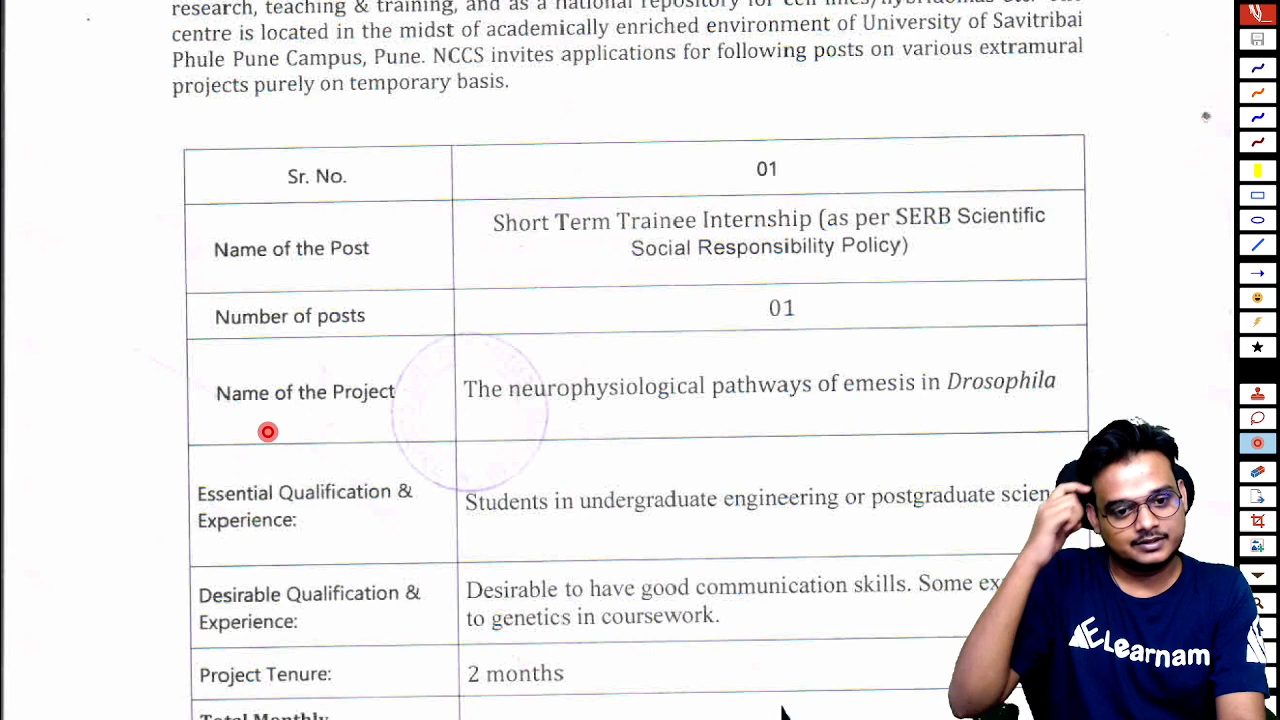 research, teaching & training, and as a national repository for cell lines/hybridomas etc. The
centre is located in the midst of academically enriched environment of University of Savitribai
Phule Pune Campus, Pune. NCCS invites applications for following posts on various extramural
projects purely on temporary basis.
Sr. No.
01
Name of the Post
Short Term Trainee Internship (as per SERB Scientific
Social Responsibility Policy)
Number of posts
01
Name of the Project
The neurophysiological pathways of emesis in Drosophila
Essential Qualification &
Experience:
Students in undergraduate engineering or postgraduate scien
Desirable Qualification &
Experience:
Desirable to have good communication skills. Some ex
to genetics in coursework.
Project Tenure:
2 months
Total Monthly
Learnam